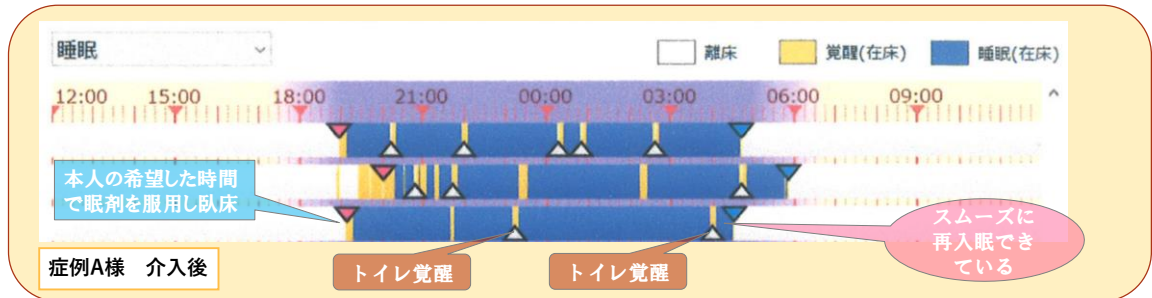 睡眠
離床 覚醒(在床) 睡眠(在床)
12:00 15:00 18:00 21:00 00:00 03:00 06:00 09:00
本人の希望した時間
で眠剤を服用し臥床
スムーズに
再入眠でき
ている
症例A様 介入後
トイレ覚醒
トイレ覚醒